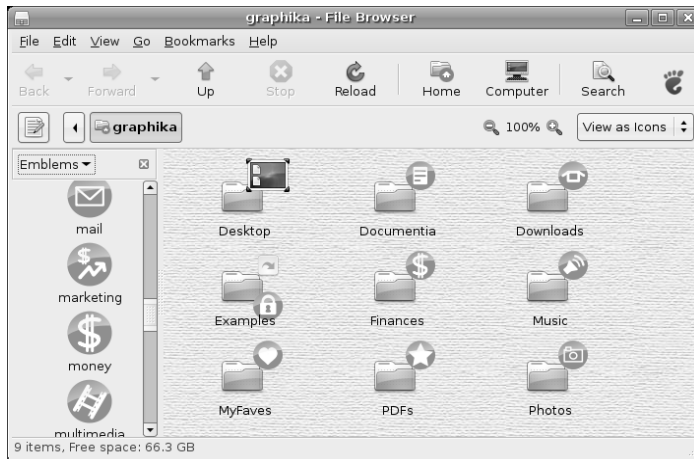 graphika - File Browser
File Edit View Go Bookmarks Help
Back Forward Up Stop Reload Home Computer Search
graphika 100% View as Icons
Emblems
mail
marketing
money
multimedia
Desktop Documentia Downloads
Examples Finances Music
MyFaves PDFs Photos
9 items, Free space: 66.3 GB